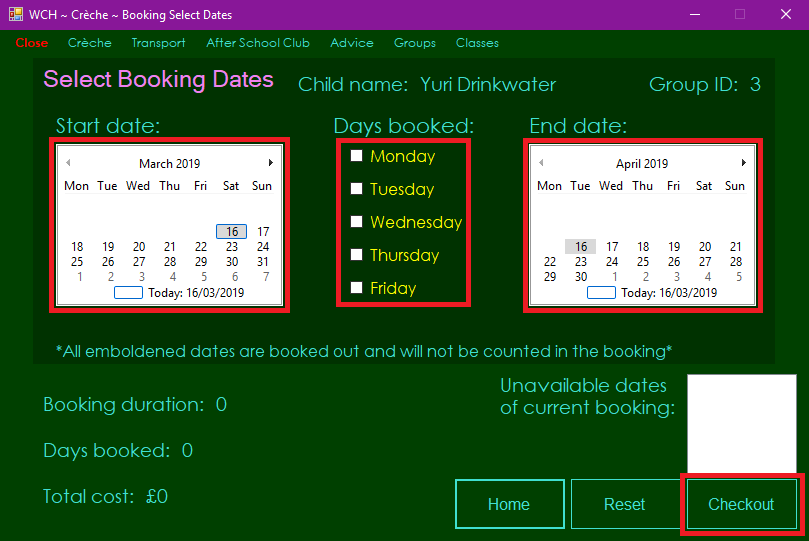 WCH ~ Crèche ~ Booking Select Dates
Close Crèche Transport After School Club Advice Groups Classes
Select Booking Dates Child name: Yuri Drinkwater Group ID: 3
Start date: Days booked: End date:
March 2019
Mon Tue Wed Thu Fri Sat Sun
16 17
18 19 20 21 22 23 24
25 26 27 28 29 30 31
1 2 3 4 5 6 7
Today: 16/03/2019
Monday
Tuesday
Wednesday
Thursday
Friday
April 2019
Mon Tue Wed Thu Fri Sat Sun
16 17 18 19 20 21
22 23 24 25 26 27 28
29 30 1 2 3 4 5
Today: 16/03/2019
*All emboldened dates are booked out and will not be counted in the booking*
Booking duration: 0
Days booked: 0
Total cost: £0
Unavailable dates
of current booking:
Home Reset Checkout